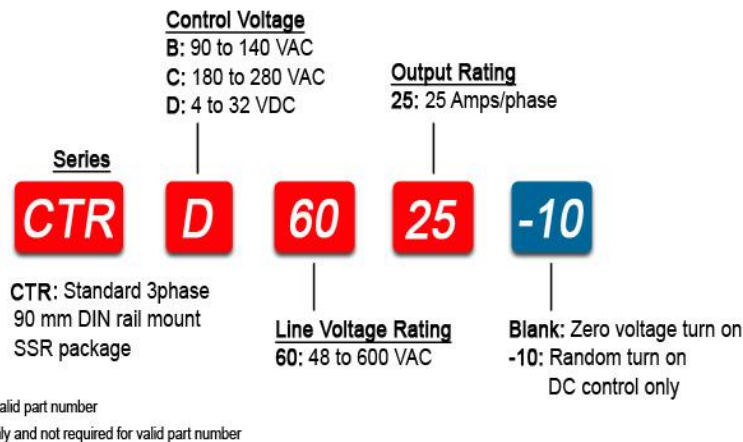 Control Voltage
B: 90 to 140 VAC
C: 180 to 280 VAC
D: 4 to 32 VDC
Output Rating
25: 25 Amps/phase
Series
CTR D 60 25 -10
CTR: Standard 3phase
90 mm DIN rail mount
SSR package
Line Voltage Rating
60: 48 to 600 VAC
Blank: Zero voltage turn on
-10: Random turn on
DC control only
part number
and not required for valid part number